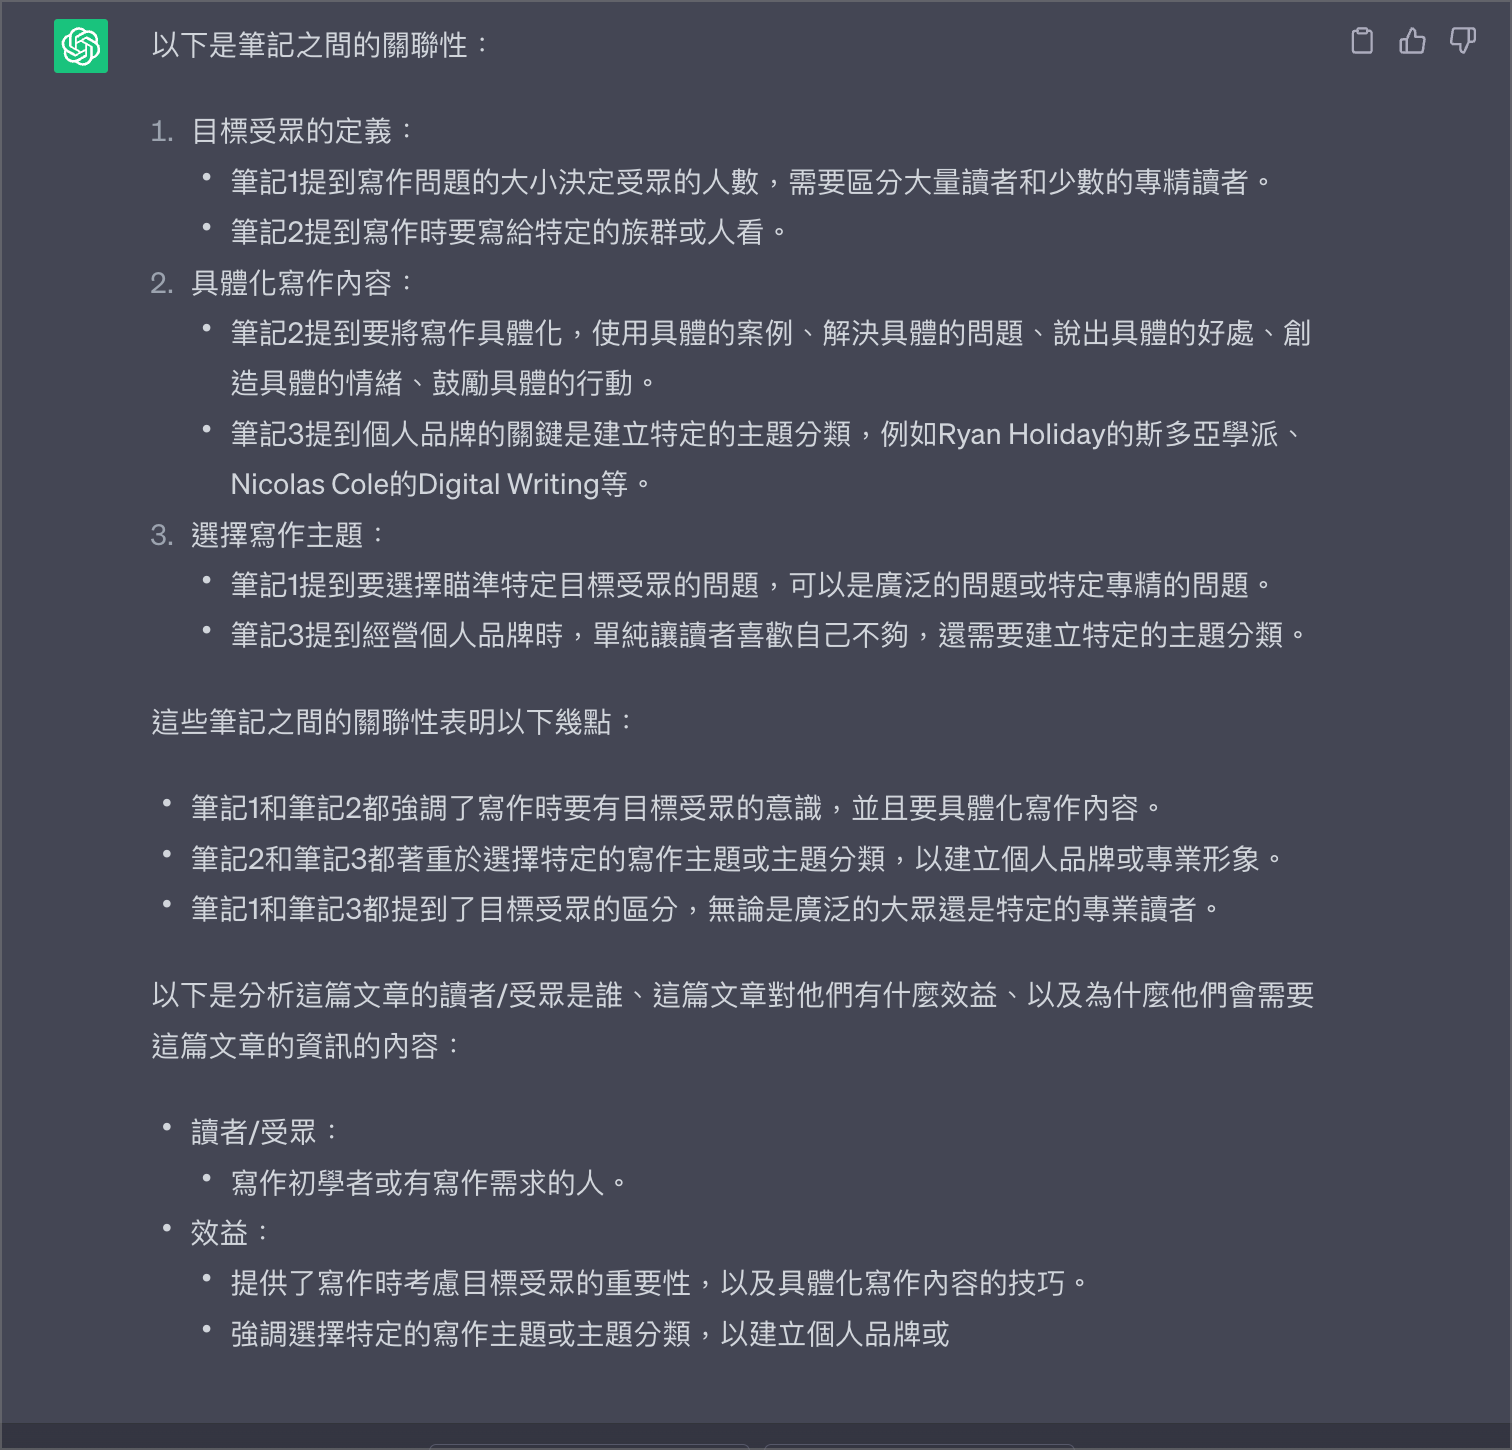 以下是筆記之間的關聯性：
1. 目標受眾的定義：
• 筆記1提到寫作問題的大小決定受眾的人數，需要區分大量讀者和少數的專精讀者。
• 筆記2提到寫作時要寫給特定的族群或人看。
2. 具體化寫作內容：
• 筆記2提到要將寫作具體化，使用具體的案例、解決具體的問題、說出具體的好處、創
造具體的情緒、鼓勵具體的行動。
• 筆記3提到個人品牌的關鍵是建立特定的主題分類，例如Ryan Holiday的斯多亞學派、
Nicolas Cole的Digital Writing等。
3. 選擇寫作主題：
• 筆記1提到要選擇瞄準特定目標受眾的問題，可以是廣泛的問題或特定專精的問題。
• 筆記3提到經營個人品牌時，單純讓讀者喜歡自己不夠，還需要建立特定的主題分類。
這些筆記之間的關聯性表明以下幾點：
• 筆記1和筆記2都強調了寫作時要有目標受眾的意識，並且要具體化寫作內容。
• 筆記2和筆記3都著重於選擇特定的寫作主題或主題分類，以建立個人品牌或專業形象。
• 筆記1和筆記3都提到了目標受眾的區分，無論是廣泛的大眾還是特定的專業讀者。
以下是分析這篇文章的讀者/受眾是誰、這篇文章對他們有什麼效益、以及為什麼他們會需要
這篇文章的資訊的內容：
• 讀者/受眾：
• 寫作初學者或有寫作需求的人。
• 效益：
• 提供了寫作時考慮目標受眾的重要性，以及具體化寫作內容的技巧。
• 強調選擇特定的寫作主題或主題分類，以建立個人品牌或